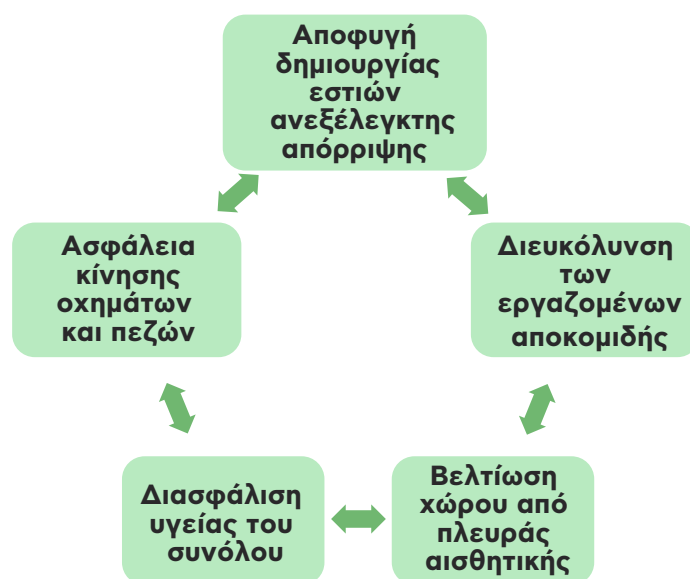 Αποφυγή
δημιουργίας
εστιών
ανεξέλεγκτης
απόρριψης
Ασφάλεια
κίνησης
οχημάτων
και πεζών
Διευκόλυνση
των
εργαζομένων
αποκομιδής
Διασφάλιση
υγείας του
συνόλου
Βελτίωση
χώρου από
πλευράς
αισθητικής